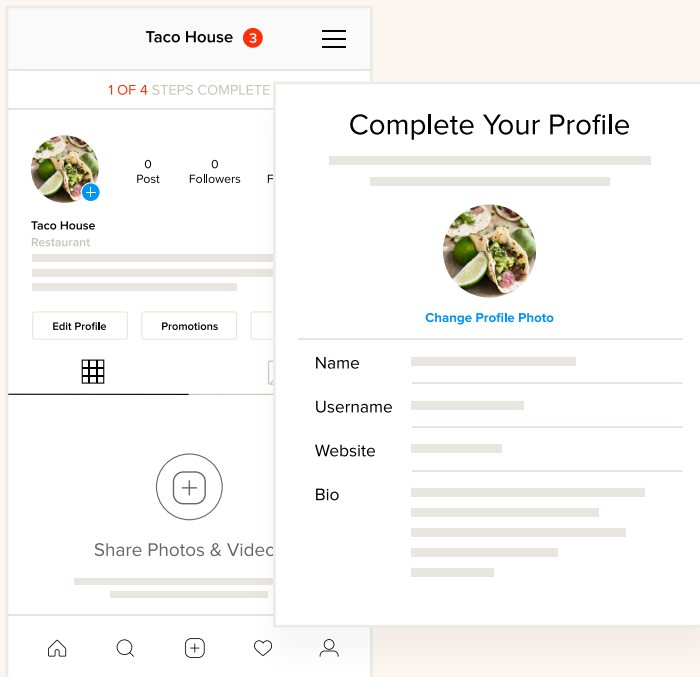 Taco House 3
1 OF 4 STEPS COMPLETE
0
Post
0
Followers
Taco House
Restaurant
Edit Profile
Promotions
Share Photos &
Complete Your Profile
Change Profile Photo
Name
Username
Website
Bio